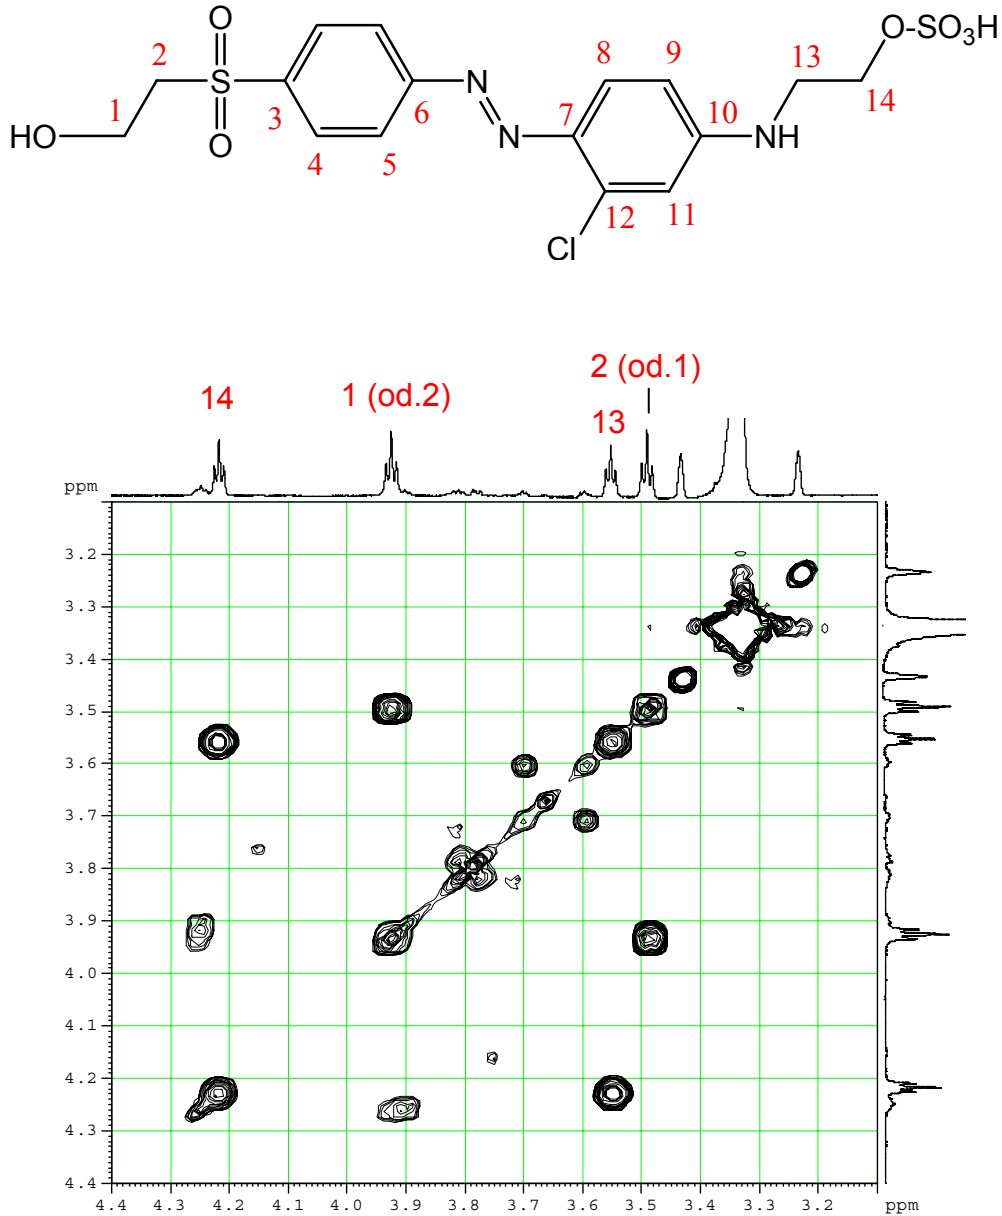 O O-SO3H
2 8 9 13
S N
1 3 6 7 10 14
HO O 4 5 N NH
12 11
Cl
2 (od.1)
14 1 (od.2) 13
ppm
3.2
3.3
3.4
3.5
3.6
3.7
3.8
3.9
4.0
4.1
4.2
4.3
4.4
4.4 4.3 4.2 4.1 4.0 3.9 3.8 3.7 3.6 3.5 3.4 3.3 3.2 ppm